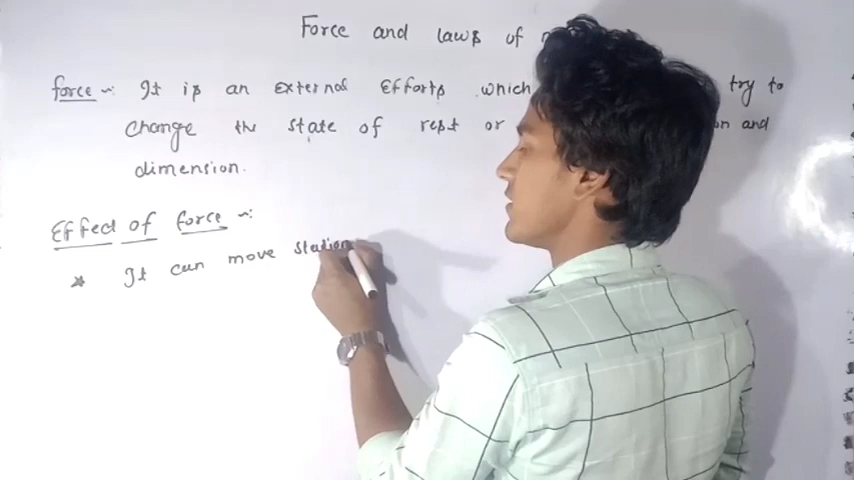 Force and laws of
force :- It is an External Efforts which try to
change the state of rest or and
dimension.
Effect of force :-
* It can move station